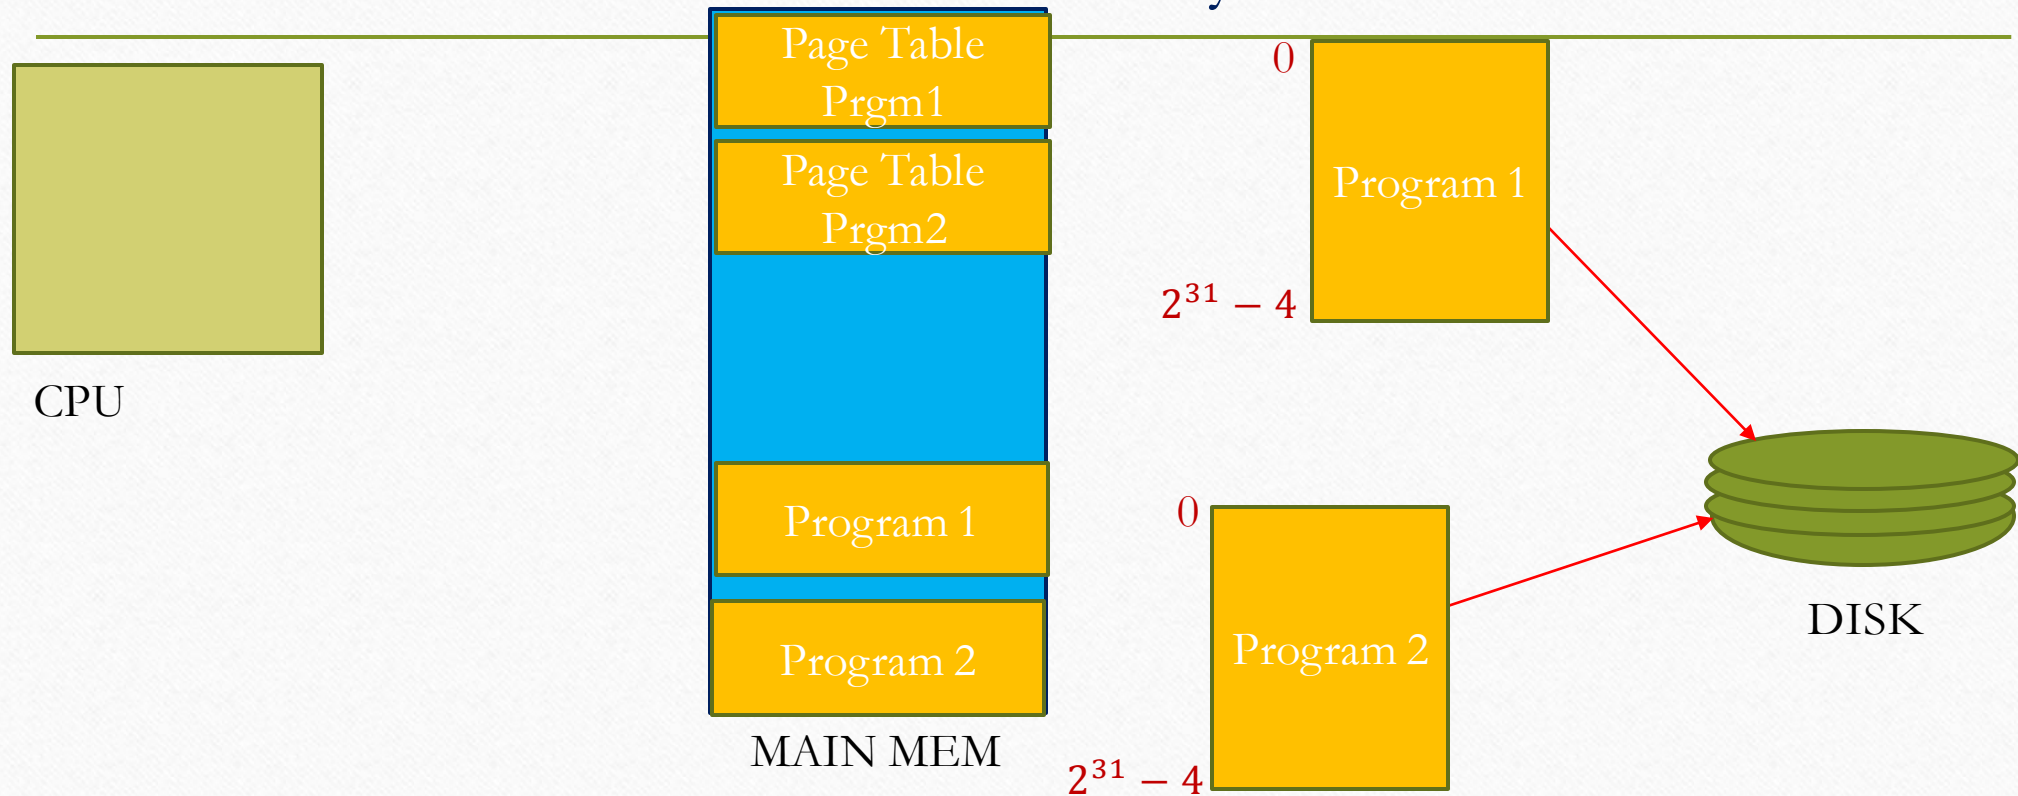 Page Table
Prgm1
Page Table
Prgm2
Program 1
Program 2
MAIN MEM
CPU
0
Program 1
2³¹ − 4
0
Program 2
2³¹ − 4
DISK